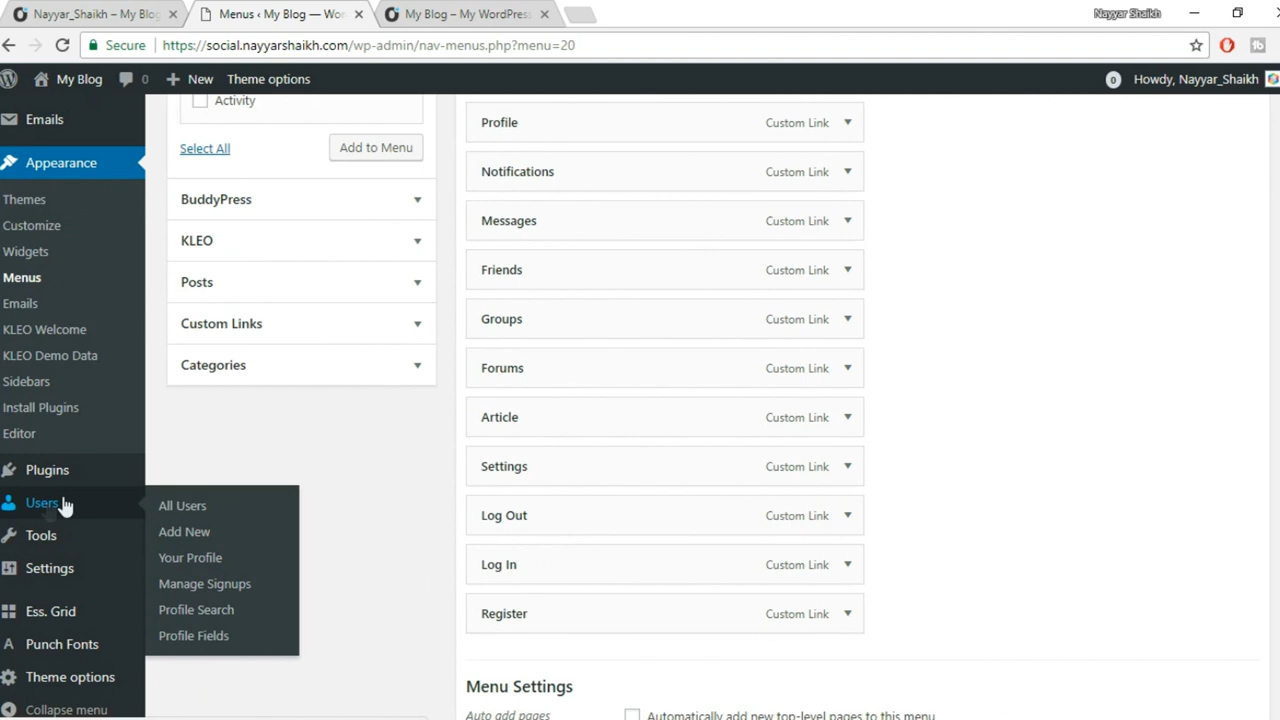 Nayyar_Shaikh – My Blog
Menus ‹ My Blog — Wor
My Blog – My WordPress
Nayyar Shaikh
Secure
https://social.nayyarshaikh.com/wp-admin/nav-menus.php?menu=20
My Blog
0
New
Theme options
0
Howdy, Nayyar_Shaikh
Emails
Appearance
Themes
Customize
Widgets
Menus
Emails
KLEO Welcome
KLEO Demo Data
Sidebars
Install Plugins
Editor
Plugins
Users
Tools
Settings
Ess. Grid
Punch Fonts
Theme options
Collapse menu
All Users
Add New
Your Profile
Manage Signups
Profile Search
Profile Fields
Activity
Select All
Add to Menu
BuddyPress
KLEO
Posts
Custom Links
Categories
Profile Custom Link
Notifications Custom Link
Messages Custom Link
Friends Custom Link
Groups Custom Link
Forums Custom Link
Article Custom Link
Settings Custom Link
Log Out Custom Link
Log In Custom Link
Register Custom Link
Menu Settings
Auto add pages
Automatically add new top-level pages to this menu